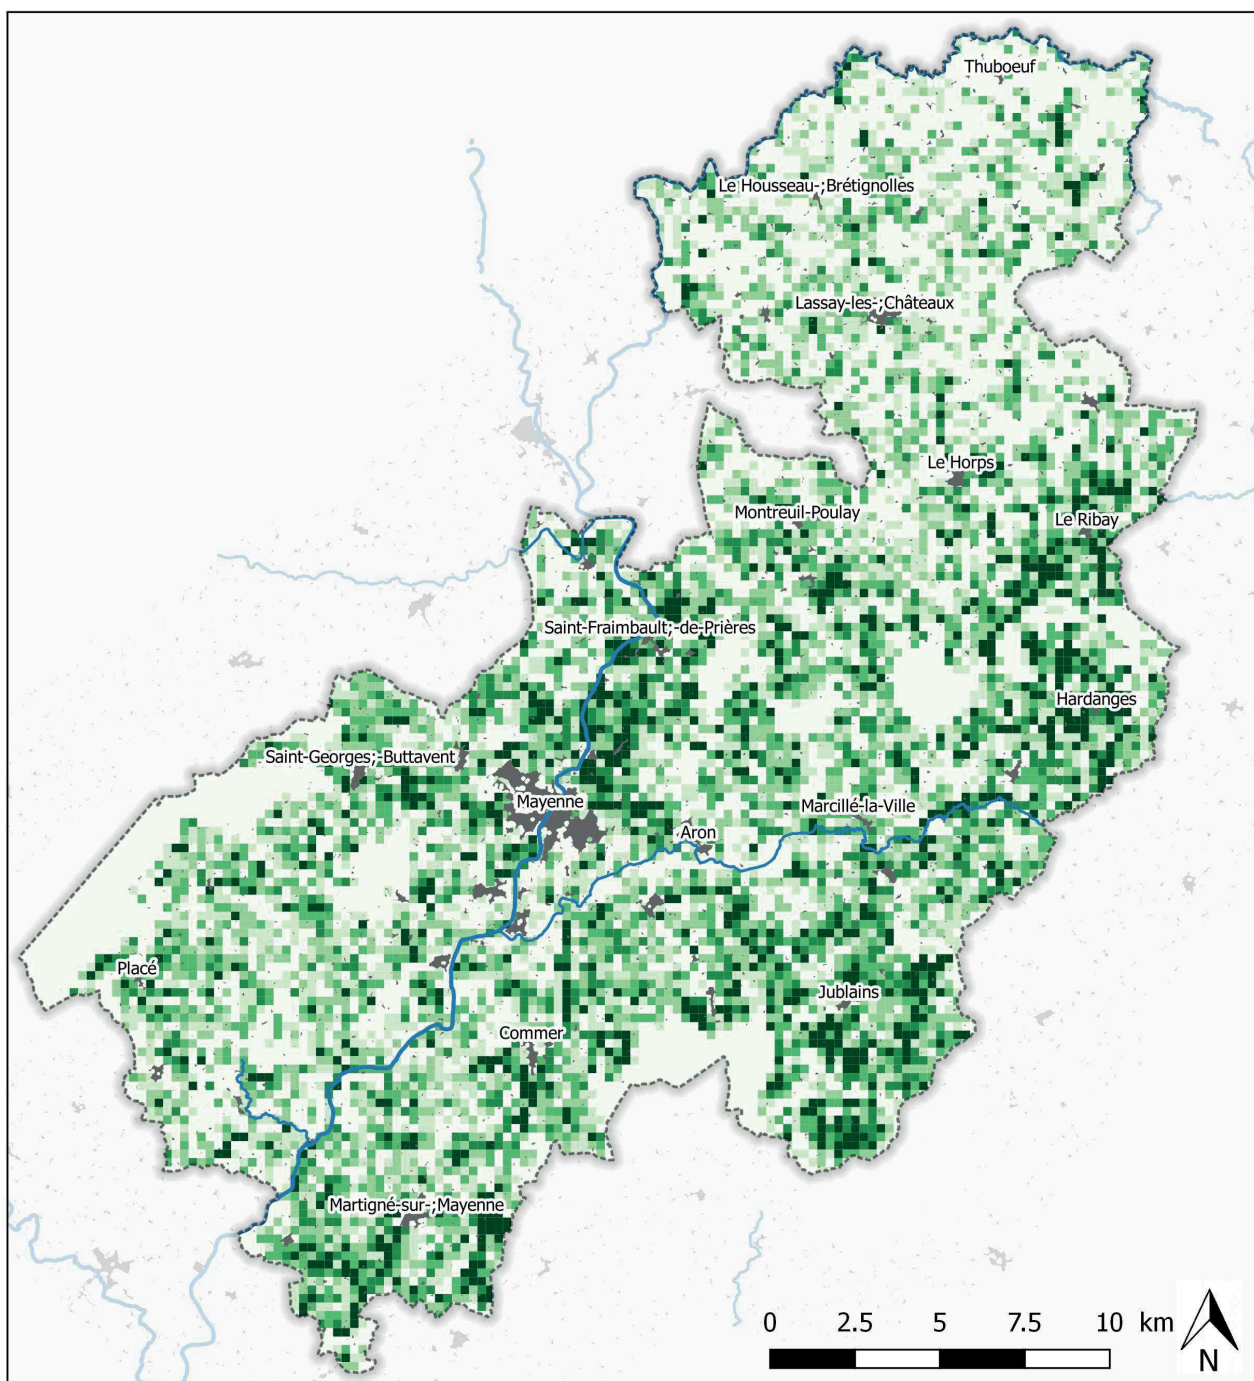 Thuboeuf
Le Housseau-;Brétignolles
Lassay-les-;Châteaux
Le Horps
Montreuil-Poulay
Le Ribay
Saint-Fraimbault;-de-Prières
Hardanges
Saint-Georges;-Buttavent
Mayenne
Marcillé-la-Ville
Aron
Placé
Jublains
Commer
Martigné-sur-;Mayenne
0 2.5 5 7.5 10 km
N